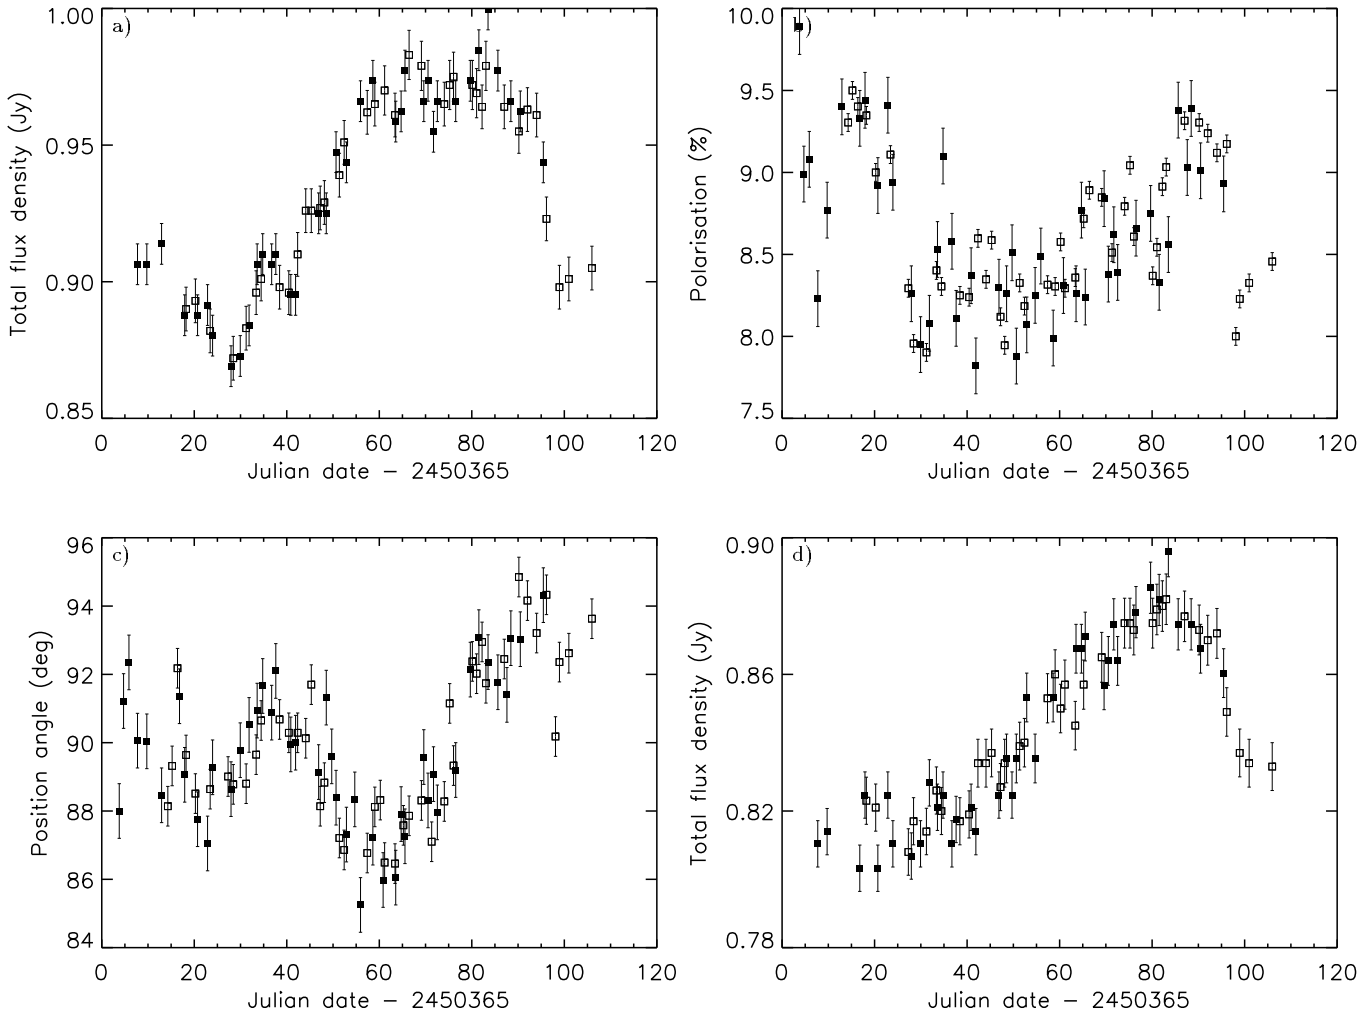 a)
Total flux density (Jy)
1.00
0.95
0.90
0.85
0 20 40 60 80 100 120
Julian date − 2450365
b)
Polarisation (%)
10.0
9.5
9.0
8.5
8.0
7.5
0 20 40 60 80 100 120
Julian date − 2450365
c)
Position angle (deg)
96
94
92
90
88
86
84
0 20 40 60 80 100 120
Julian date − 2450365
d)
Total flux density (Jy)
0.90
0.86
0.82
0.78
0 20 40 60 80 100 120
Julian date − 2450365